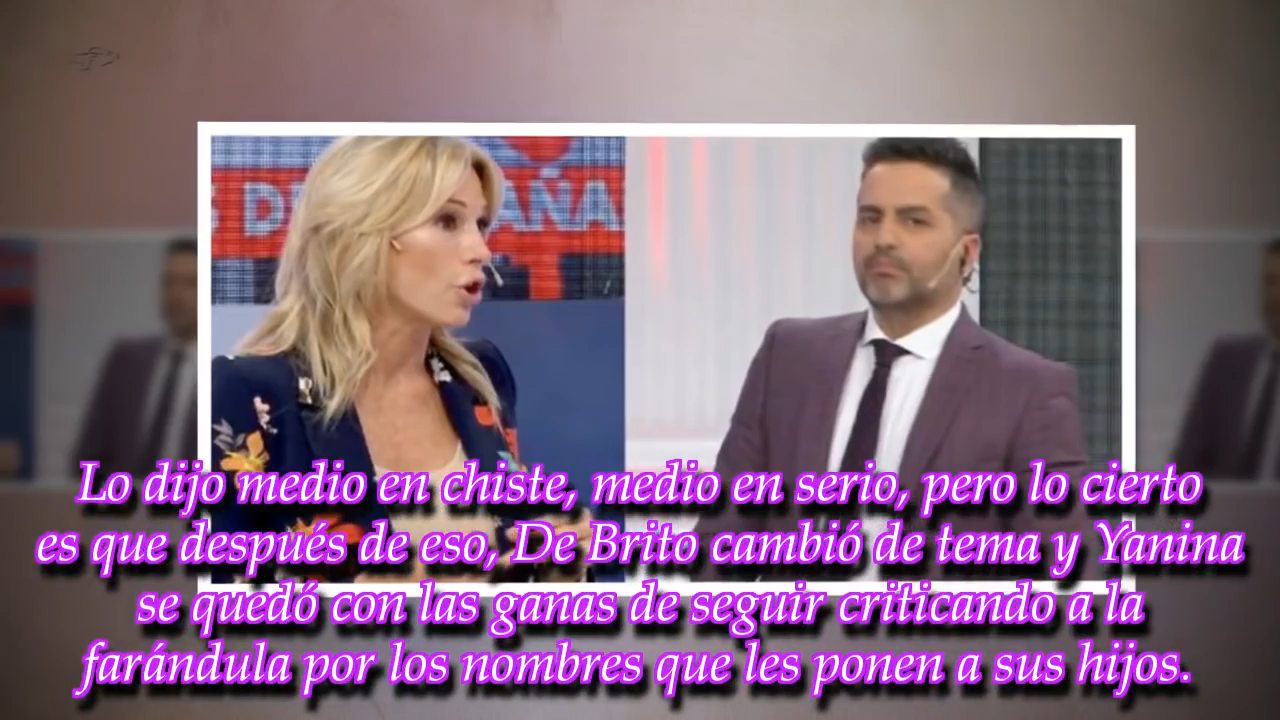 S DE
AÑA
Lo dijo medio en chiste, medio en serio, pero lo cierto
es que después de eso, De Brito cambió de tema y Yanina
se quedó con las ganas de seguir criticando a la
farándula por los nombres que les ponen a sus hijos.